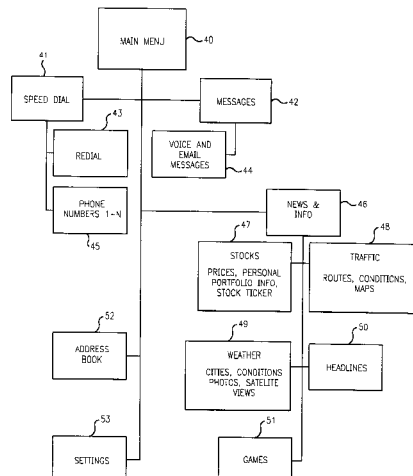 MAIN MENU
40
41
SPEED DIAL
MESSAGES
42
43
REDIAL
VOICE AND
EMAIL
MESSAGES
44
PHONE
NUMBERS 1-N
45
NEWS &
INFO
46
47
STOCKS
PRICES, PERSONAL
PORTFOLIO INFO,
STOCK TICKER
48
TRAFFIC
ROUTES, CONDITIONS,
MAPS
52
ADDRESS
BOOK
49
WEATHER
CITIES, CONDITIONS
PHOTOS, SATELITE
VIEWS
50
HEADLINES
53
SETTINGS
51
GAMES